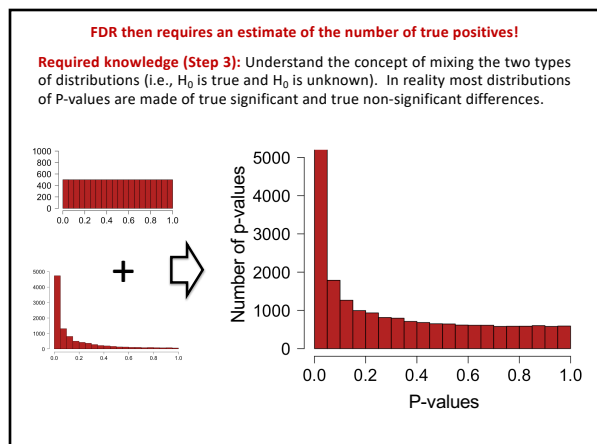 FDR then requires an estimate of the number of true positives!
Required knowledge (Step 3): Understand the concept of mixing the two types
of distributions (i.e., H0 is true and H0 is unknown). In reality most distributions
of P-values are made of true significant and true non-significant differences.
1000
800
600
400
200
0
0.0 0.2 0.4 0.6 0.8 1.0
+
5000
4000
3000
2000
1000
0
0.0 0.2 0.4 0.6 0.8 1.0
Number of p-values
5000
4000
3000
2000
1000
0
0.0 0.2 0.4 0.6 0.8 1.0
P-values